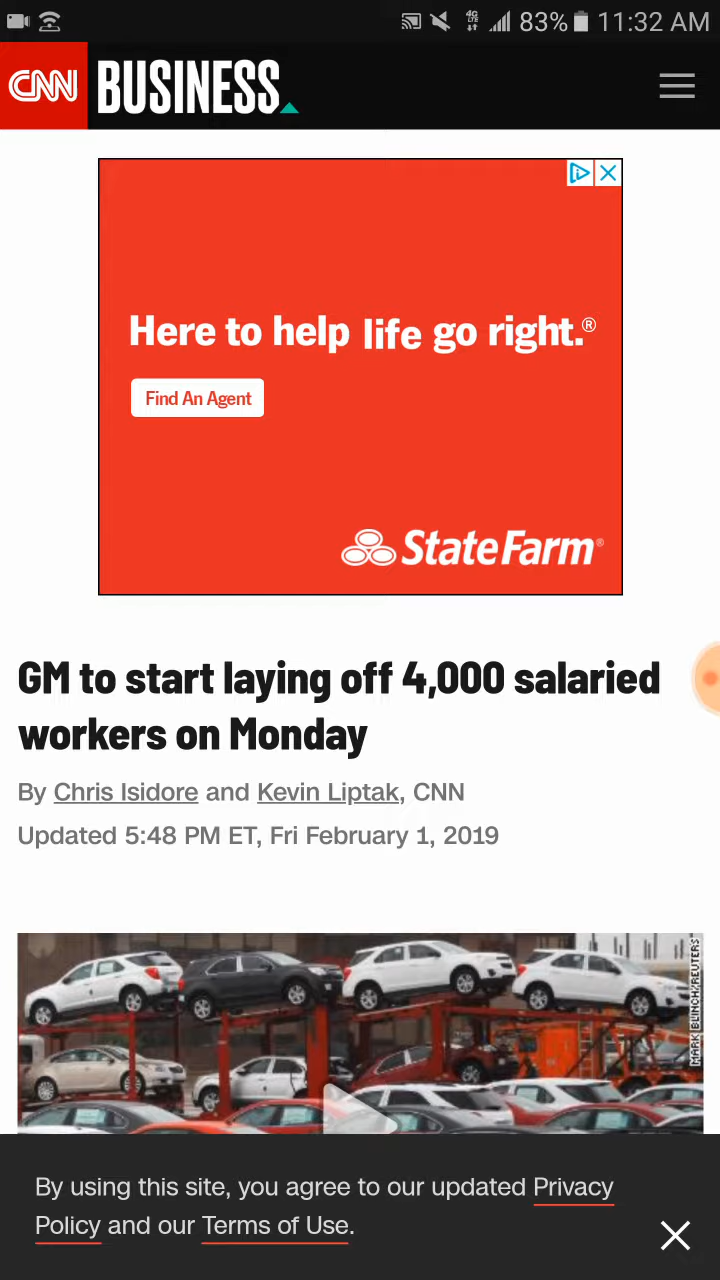 4G
LTE
83%
11:32 AM
CNN BUSINESS
Here to help life go right.®
Find An Agent
StateFarm®
GM to start laying off 4,000 salaried
workers on Monday
By Chris Isidore and Kevin Liptak, CNN
Updated 5:48 PM ET, Fri February 1, 2019
MARK BLINCH/REUTERS
By using this site, you agree to our updated Privacy
Policy and our Terms of Use.